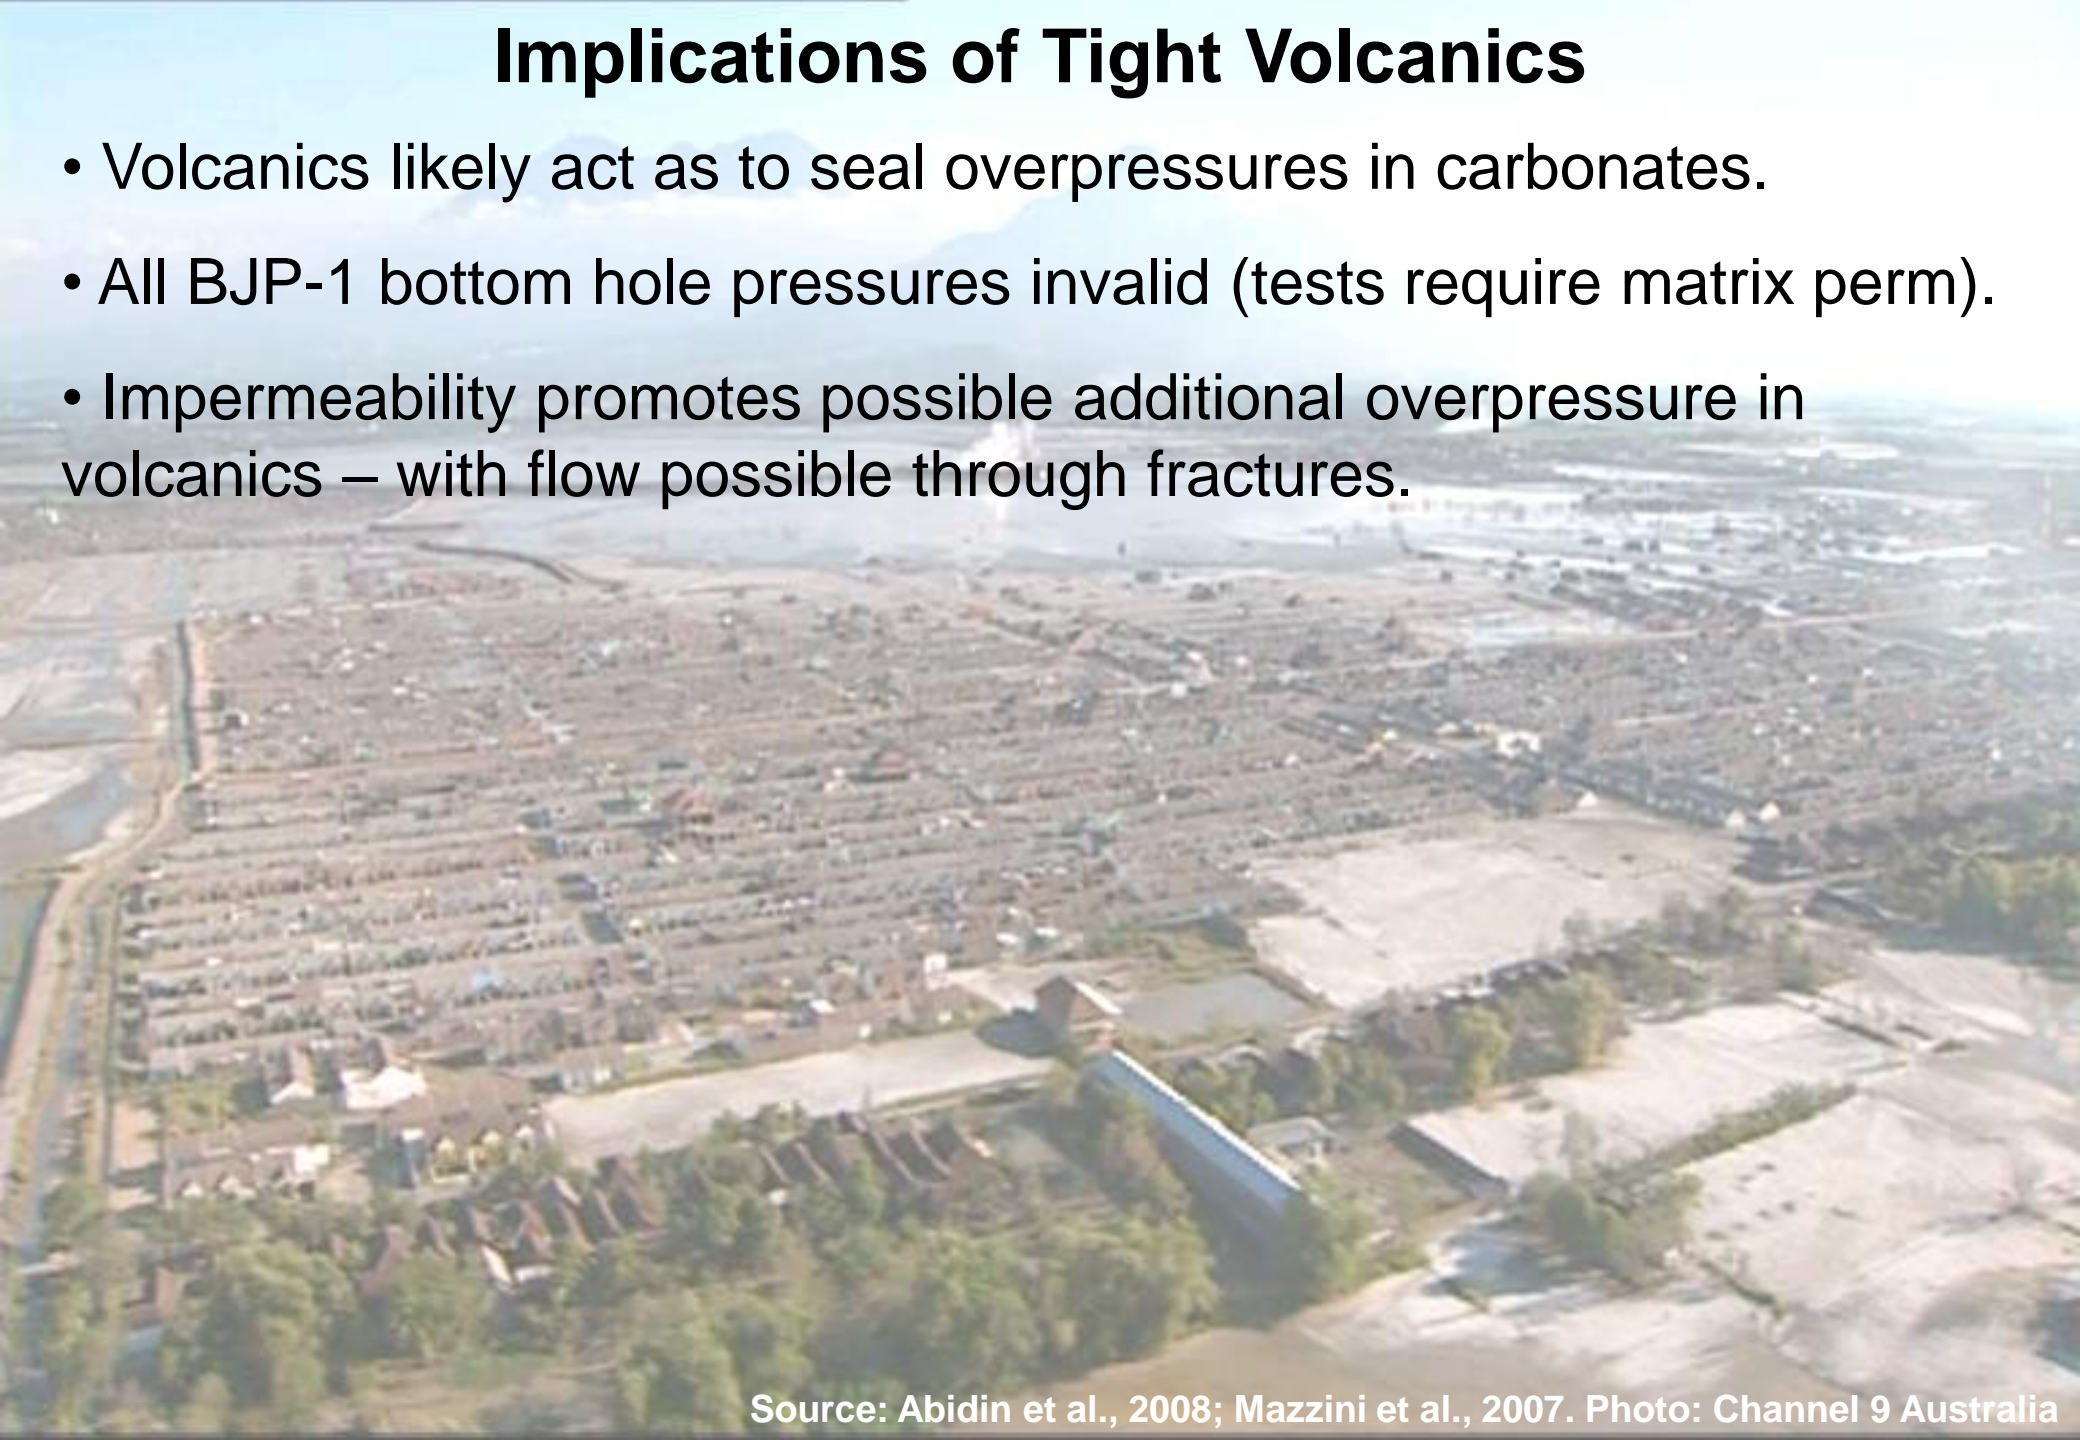 Implications of Tight Volcanics
• Volcanics likely act as to seal overpressures in carbonates.
• All BJP-1 bottom hole pressures invalid (tests require matrix perm).
• Impermeability promotes possible additional overpressure in
volcanics – with flow possible through fractures.
Source: Abidin et al., 2008; Mazzini et al., 2007. Photo: Channel 9 Australia